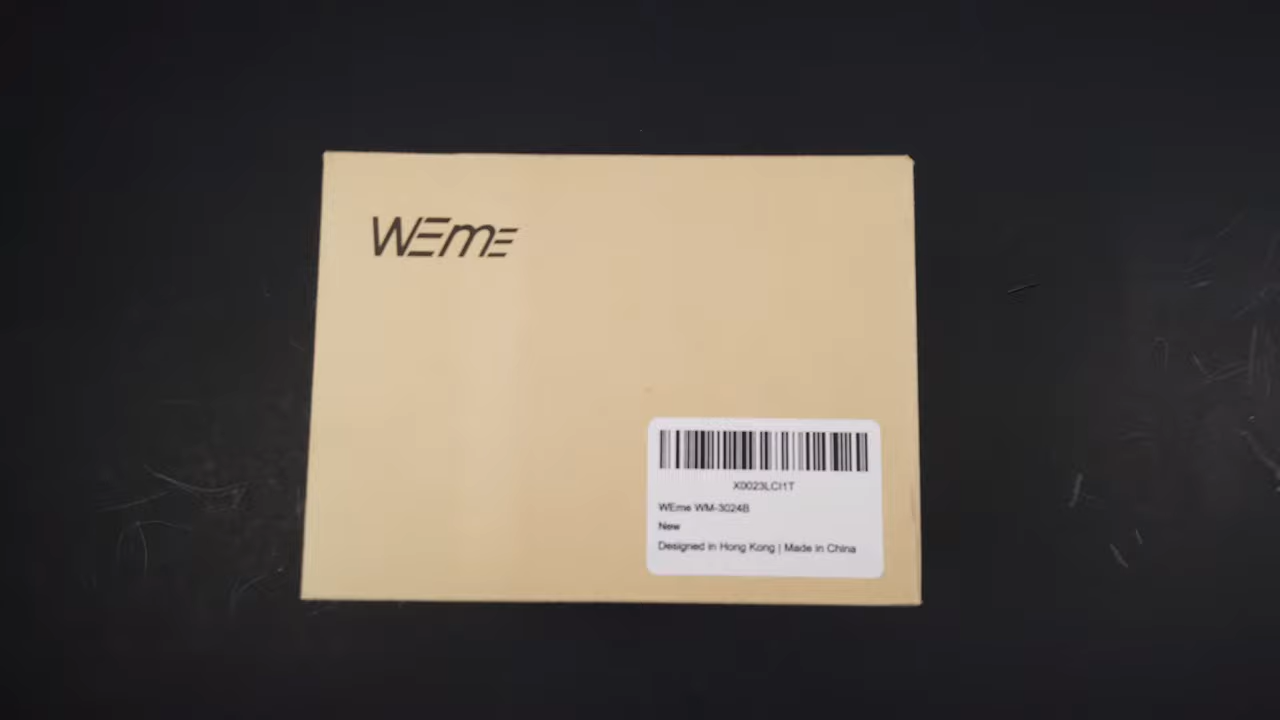 WEme
X0023LCI1T
WEme WM-3024B
New
Designed in Hong Kong | Made in China